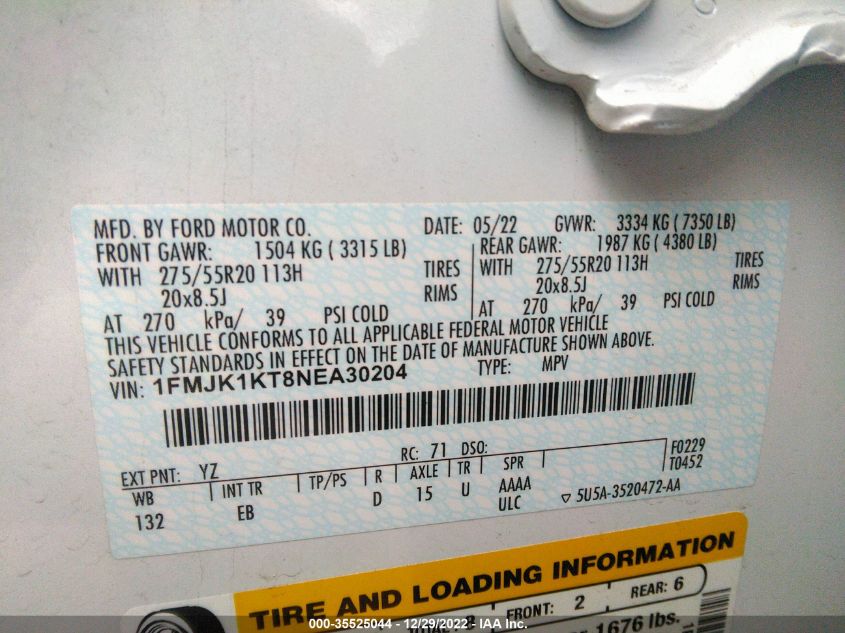 MFD. BY FORD MOTOR CO. DATE: 05/22 GVWR: 3334 KG ( 7350 LB)
FRONT GAWR: 1504 KG ( 3315 LB) REAR GAWR: 1987 KG ( 4380 LB)
WITH 275/55R20 113H TIRES WITH 275/55R20 113H TIRES
20x8.5J RIMS 20x8.5J RIMS
AT 270 kPa/ 39 PSI COLD AT 270 kPa/ 39 PSI COLD
THIS VEHICLE CONFORMS TO ALL APPLICABLE FEDERAL MOTOR VEHICLE
SAFETY STANDARDS IN EFFECT ON THE DATE OF MANUFACTURE SHOWN ABOVE.
VIN: 1FMJK1KT8NEA30204 TYPE: MPV
EXT PNT: YZ RC: 71 DSO: F0229
WB INT TR TP/PS R AXLE TR SPR T0452
132 EB D 15 U AAAA
ULC ▽ 5U5A-3520472-AA
TIRE AND LOADING INFORMATION
FRONT: 2 REAR: 6
1676 lbs.
000-35525044 - 12/29/2022 - IAA Inc.